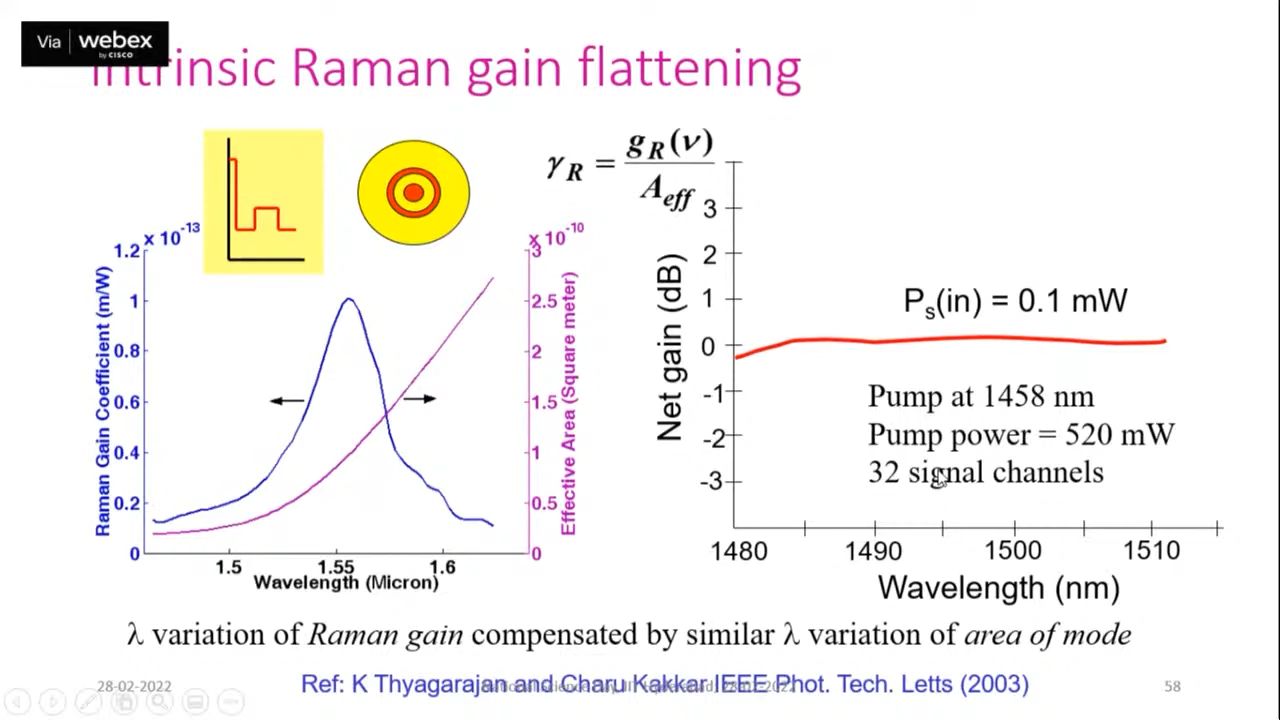 Via webex
by CISCO
Intrinsic Raman gain flattening
γR = gR(ν) / Aeff
x 10-13
x 10-10
1.2
1
0.8
0.6
0.4
0.2
0
Raman Gain Coefficient (m/W)
3
2.5
2
1.5
1
0.5
0
Effective Area (Square meter)
1.5 1.55 1.6
Wavelength (Micron)
3
2
1
0
-1
-2
-3
Net gain (dB)
Ps(in) = 0.1 mW
Pump at 1458 nm
Pump power = 520 mW
32 signal channels
1480 1490 1500 1510
Wavelength (nm)
λ variation of Raman gain compensated by similar λ variation of area of mode
28-02-2022
Ref: K Thyagarajan and Charu Kakkar IEEE Phot. Tech. Letts (2003)
58